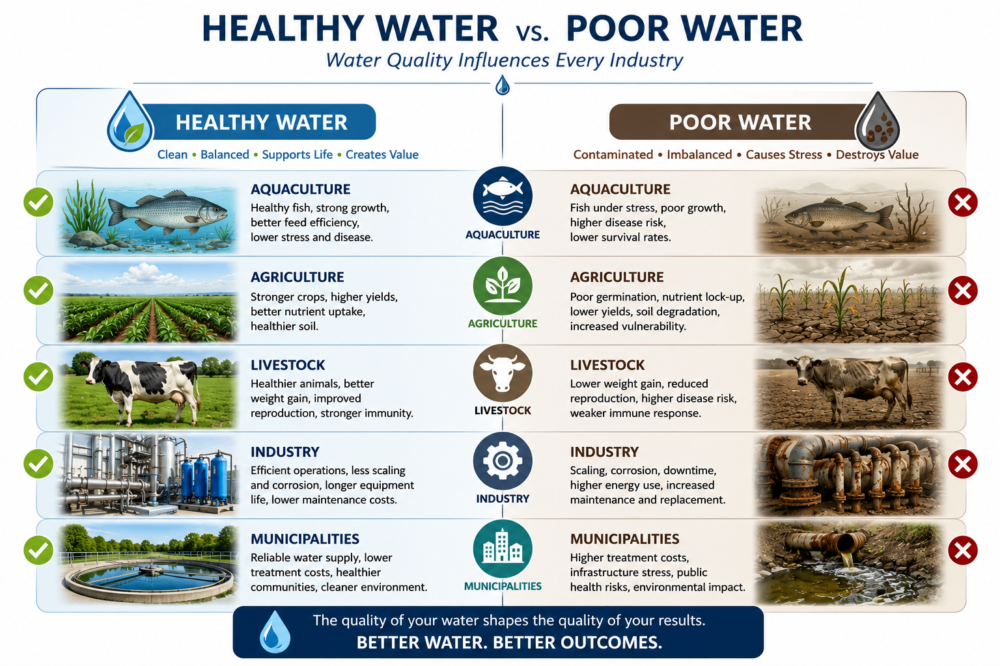 HEALTHY WATER vs. POOR WATER
Water Quality Influences Every Industry
HEALTHY WATER
Clean • Balanced • Supports Life • Creates Value
POOR WATER
Contaminated • Imbalanced • Causes Stress • Destroys Value
AQUACULTURE
Healthy fish, strong growth,
better feed efficiency,
lower stress and disease.
AQUACULTURE
AQUACULTURE
Fish under stress, poor growth,
higher disease risk,
lower survival rates.
AGRICULTURE
Stronger crops, higher yields,
better nutrient uptake,
healthier soil.
AGRICULTURE
AGRICULTURE
Poor germination, nutrient lock-up,
lower yields, soil degradation,
increased vulnerability.
LIVESTOCK
Healthier animals, better
weight gain, improved
reproduction, stronger immunity.
LIVESTOCK
LIVESTOCK
Lower weight gain, reduced
reproduction, higher disease risk,
weaker immune response.
INDUSTRY
Efficient operations, less scaling
and corrosion, longer equipment
life, lower maintenance costs.
INDUSTRY
INDUSTRY
Scaling, corrosion, downtime,
higher energy use, increased
maintenance and replacement.
MUNICIPALITIES
Reliable water supply, lower
treatment costs, healthier
communities, cleaner environment.
MUNICIPALITIES
MUNICIPALITIES
Higher treatment costs,
infrastructure stress, public
health risks, environmental impact.
The quality of your water shapes the quality of your results.
BETTER WATER. BETTER OUTCOMES.